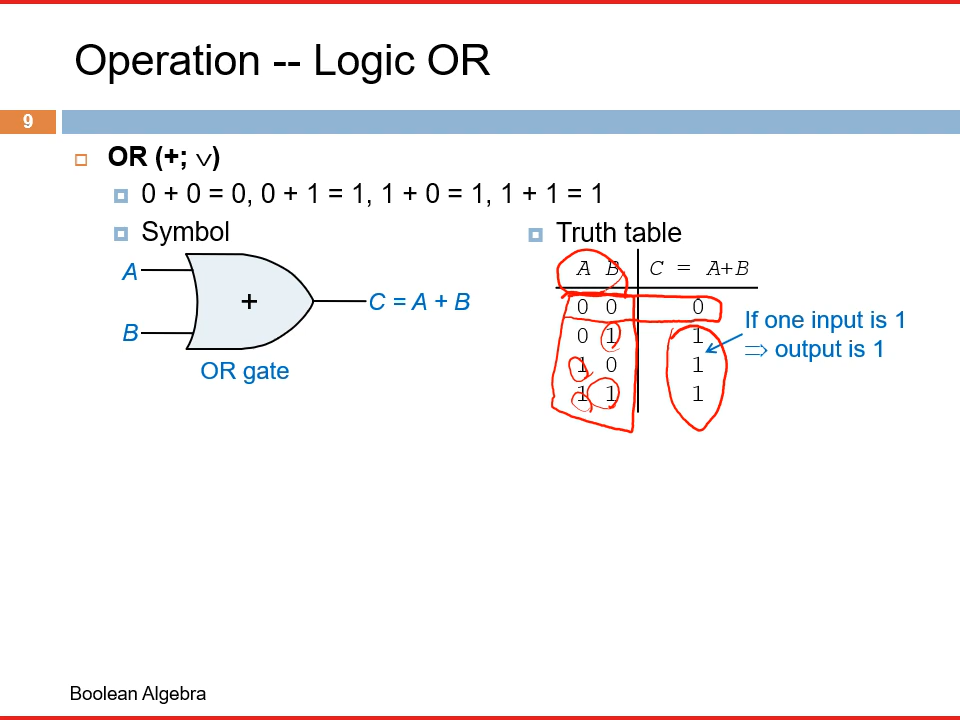 Operation -- Logic OR
9
OR (+; ∨)
0 + 0 = 0, 0 + 1 = 1, 1 + 0 = 1, 1 + 1 = 1
Symbol
A
B
+
C = A + B
OR gate
Truth table
A B C = A+B
0 0 0
0 1 1
1 0 1
1 1 1
If one input is 1
⇒ output is 1
Boolean Algebra